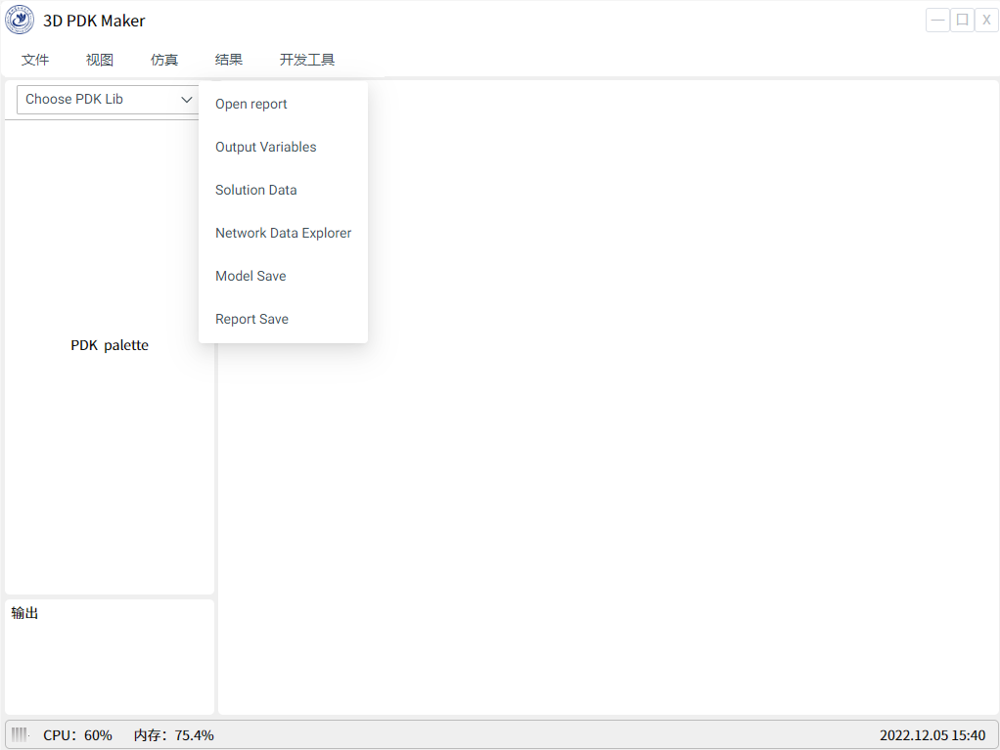 3D PDK Maker
— 口 X
文件 视图 仿真 结果 开发工具
Choose PDK Lib
Open report
Output Variables
Solution Data
Network Data Explorer
Model Save
Report Save
PDK palette
输出
CPU：60% 内存：75.4% 2022.12.05 15:40